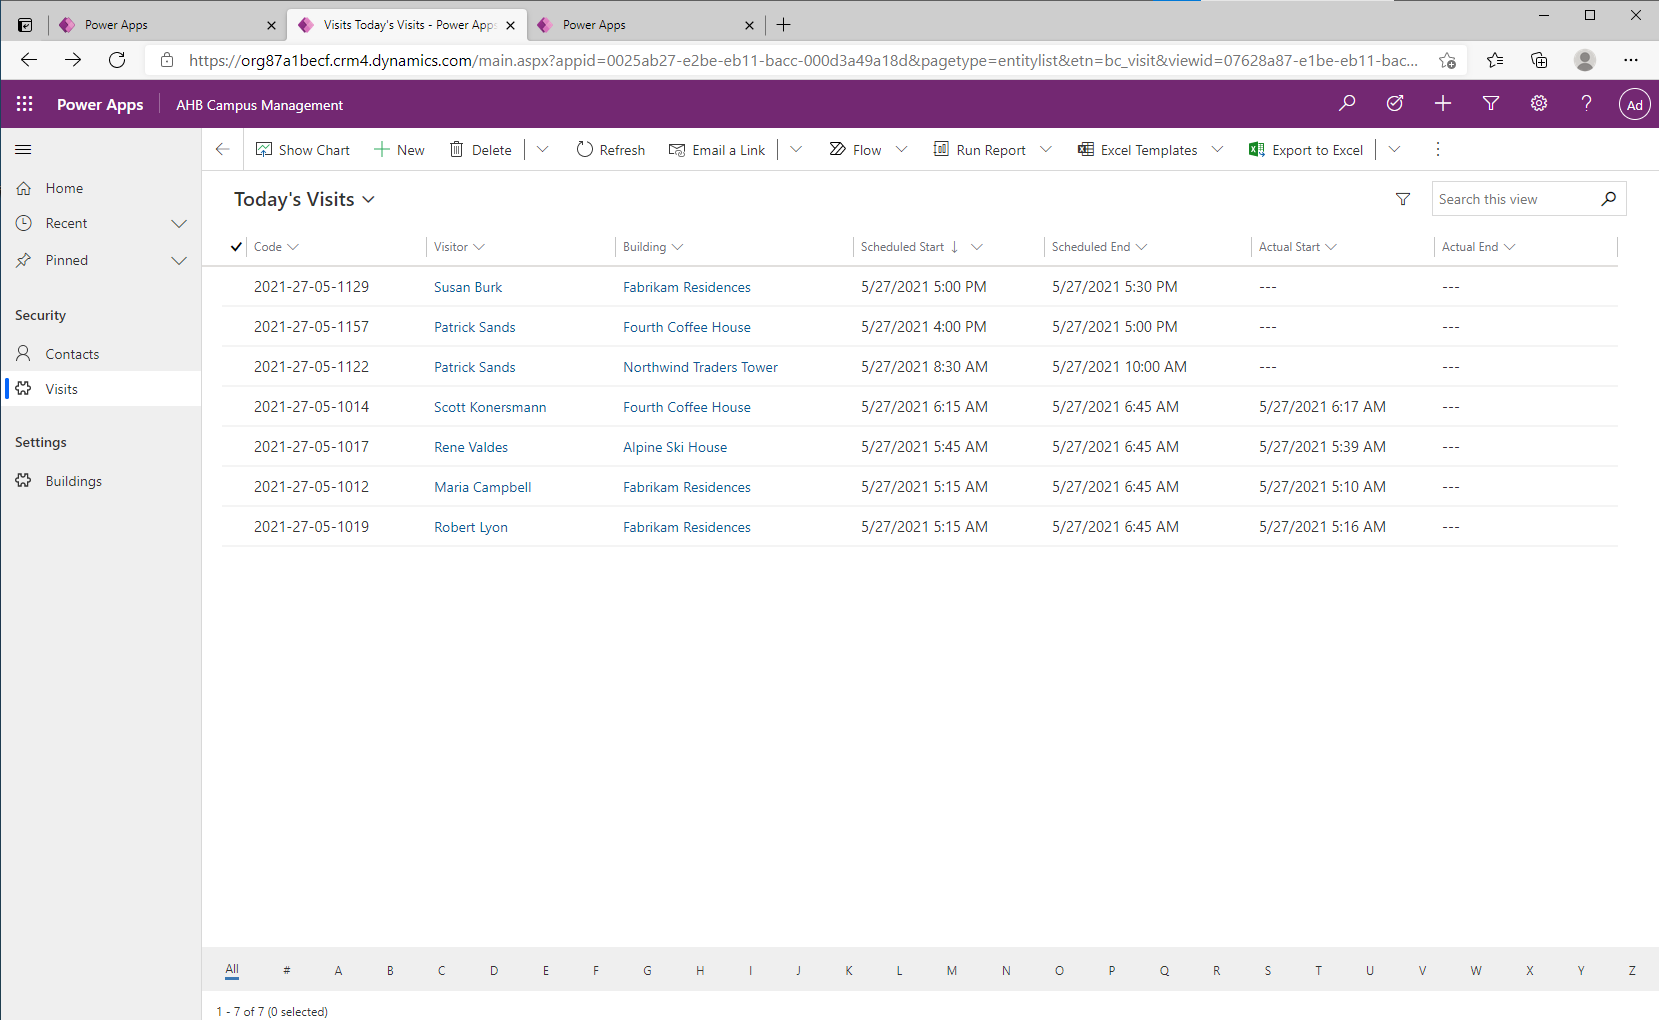 Power Apps
Visits Today's Visits - Power Apps
Power Apps
https://org87a1becf.crm4.dynamics.com/main.aspx?appid=0025ab27-e2be-eb11-bacc-000d3a49a18d&pagetype=entitylist&etn=bc_visit&viewid=07628a87-e1be-eb11-bac...
Power Apps AHB Campus Management Ad
Show Chart New Delete Refresh Email a Link Flow Run Report Excel Templates Export to Excel
Home
Recent
Pinned
Security
Contacts
Visits
Settings
Buildings
Today's Visits Search this view
Code Visitor Building Scheduled Start ↓ Scheduled End Actual Start Actual End
2021-27-05-1129 Susan Burk Fabrikam Residences 5/27/2021 5:00 PM 5/27/2021 5:30 PM --- ---
2021-27-05-1157 Patrick Sands Fourth Coffee House 5/27/2021 4:00 PM 5/27/2021 5:00 PM --- ---
2021-27-05-1122 Patrick Sands Northwind Traders Tower 5/27/2021 8:30 AM 5/27/2021 10:00 AM --- ---
2021-27-05-1014 Scott Konersmann Fourth Coffee House 5/27/2021 6:15 AM 5/27/2021 6:45 AM 5/27/2021 6:17 AM ---
2021-27-05-1017 Rene Valdes Alpine Ski House 5/27/2021 5:45 AM 5/27/2021 6:45 AM 5/27/2021 5:39 AM ---
2021-27-05-1012 Maria Campbell Fabrikam Residences 5/27/2021 5:15 AM 5/27/2021 6:45 AM 5/27/2021 5:10 AM ---
2021-27-05-1019 Robert Lyon Fabrikam Residences 5/27/2021 5:15 AM 5/27/2021 6:45 AM 5/27/2021 5:16 AM ---
All # A B C D E F G H I J K L M N O P Q R S T U V W X Y Z
1 - 7 of 7 (0 selected)